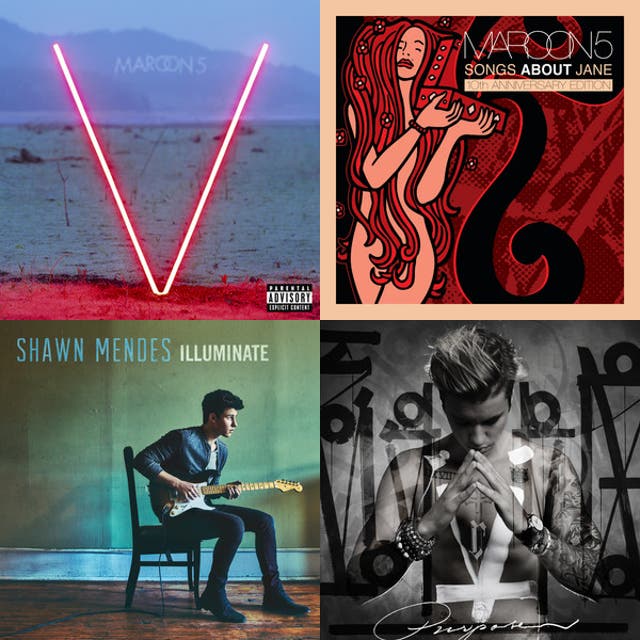 MAROON 5
PARENTAL
ADVISORY
EXPLICIT CONTENT
MAROON 5
SONGS ABOUT JANE
10th ANNIVERSARY EDITION
SHAWN MENDES ILLUMINATE
Purpose